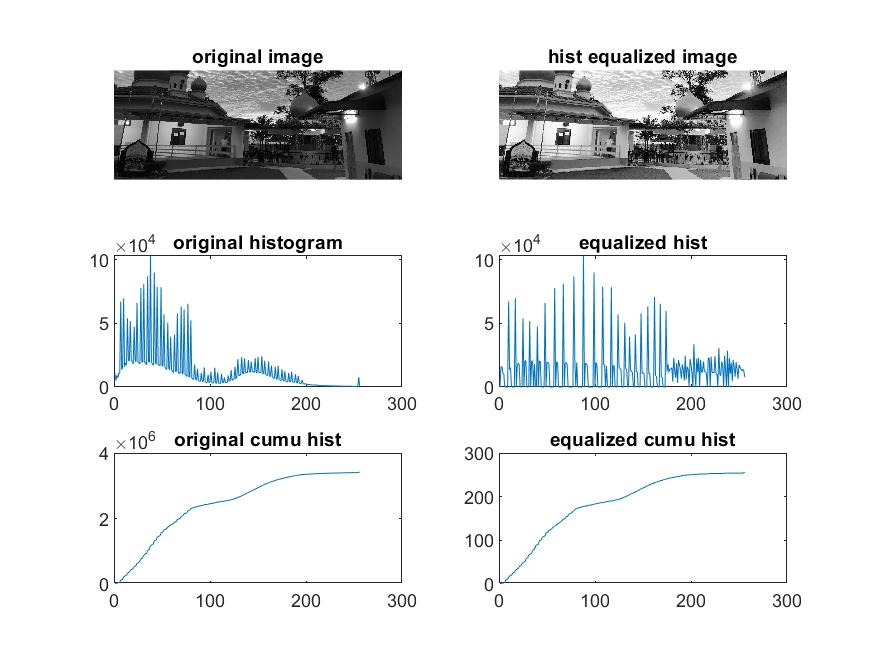 original image
hist equalized image
×10^4 original histogram
10
5
0
0 100 200 300
×10^4 equalized hist
10
5
0
0 100 200 300
×10^6 original cumu hist
4
2
0
0 100 200 300
equalized cumu hist
300
200
100
0
0 100 200 300